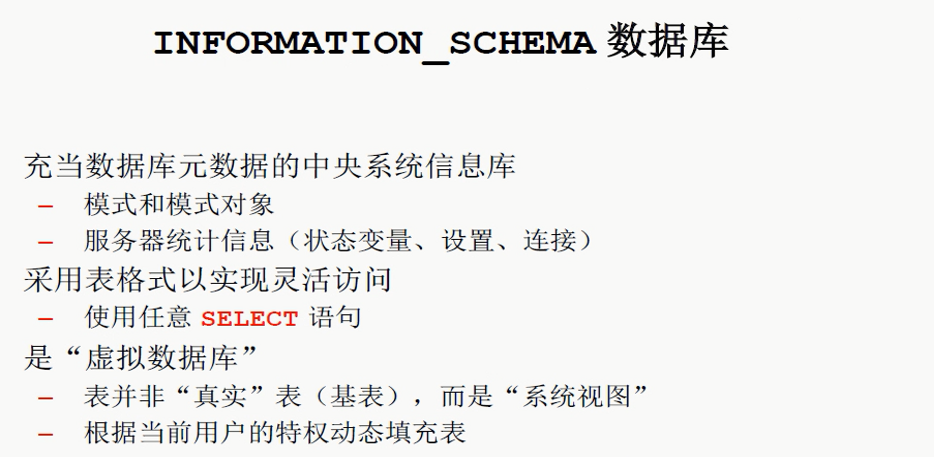 INFORMATION_SCHEMA 数据库
充当数据库元数据的中央系统信息库
– 模式和模式对象
– 服务器统计信息（状态变量、设置、连接）
采用表格式以实现灵活访问
– 使用任意 SELECT 语句
是“虚拟数据库”
– 表并非“真实”表（基表），而是“系统视图”
– 根据当前用户的特权动态填充表